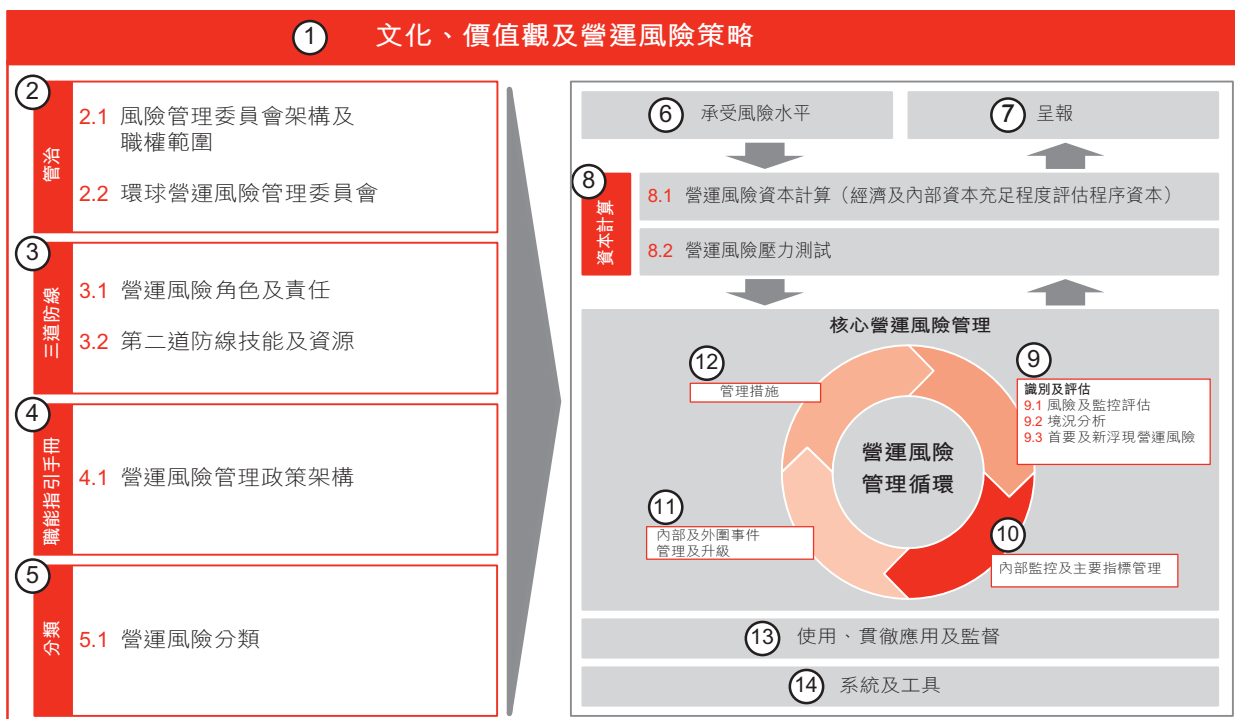 1 文化、價值觀及營運風險策略
2
管治
2.1 風險管理委員會架構及
職權範圍
2.2 環球營運風險管理委員會
3
三道防線
3.1 營運風險角色及責任
3.2 第二道防線技能及資源
4
職能指引手冊
4.1 營運風險管理政策架構
5
分類
5.1 營運風險分類
6 承受風險水平
7 呈報
8
資本計算
8.1 營運風險資本計算（經濟及內部資本充足程度評估程序資本）
8.2 營運風險壓力測試
核心營運風險管理
12
管理措施
9
識別及評估
9.1 風險及監控評估
9.2 境況分析
9.3 首要及新浮現營運風險
營運風險
管理循環
11
內部及外圍事件
管理及升級
10
內部監控及主要指標管理
13 使用、貫徹應用及監督
14 系統及工具